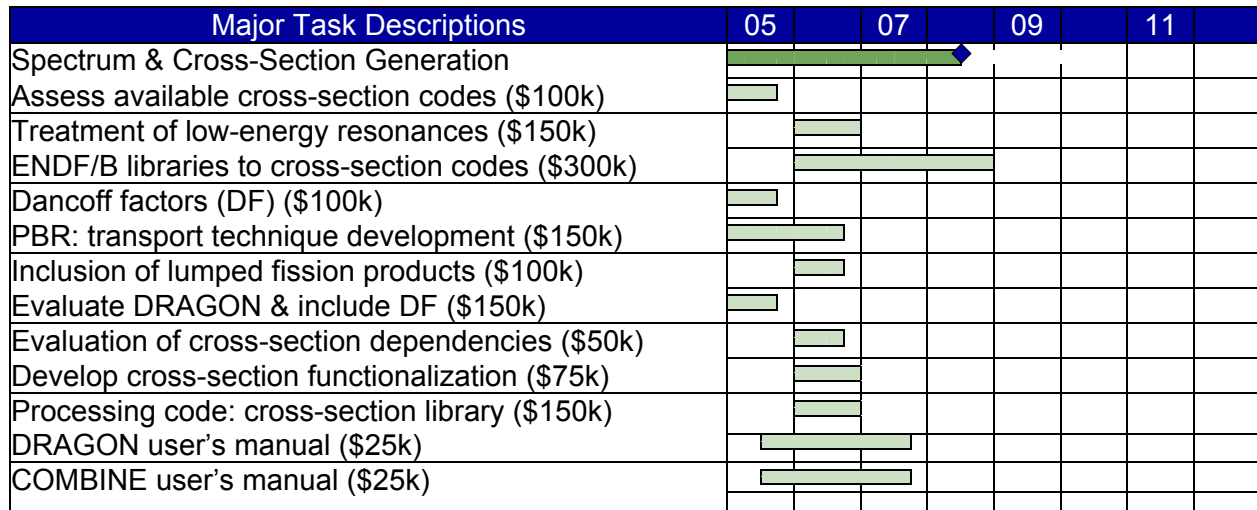 Major Task Descriptions 05 07 09 11
Spectrum & Cross-Section Generation
Assess available cross-section codes ($100k)
Treatment of low-energy resonances ($150k)
ENDF/B libraries to cross-section codes ($300k)
Dancoff factors (DF) ($100k)
PBR: transport technique development ($150k)
Inclusion of lumped fission products ($100k)
Evaluate DRAGON & include DF ($150k)
Evaluation of cross-section dependencies ($50k)
Develop cross-section functionalization ($75k)
Processing code: cross-section library ($150k)
DRAGON user’s manual ($25k)
COMBINE user’s manual ($25k)